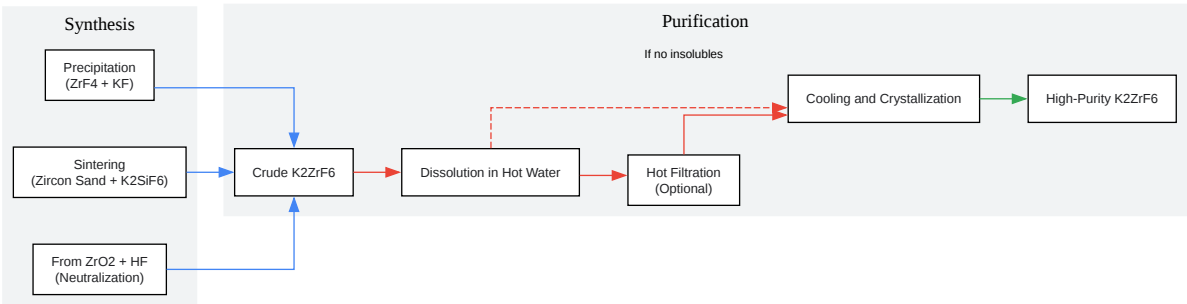 Synthesis
Precipitation
(ZrF4 + KF)
Sintering
(Zircon Sand + K2SiF6)
From ZrO2 + HF
(Neutralization)
Purification
If no insolubles
Crude K2ZrF6
Dissolution in Hot Water
Hot Filtration
(Optional)
Cooling and Crystallization
High-Purity K2ZrF6